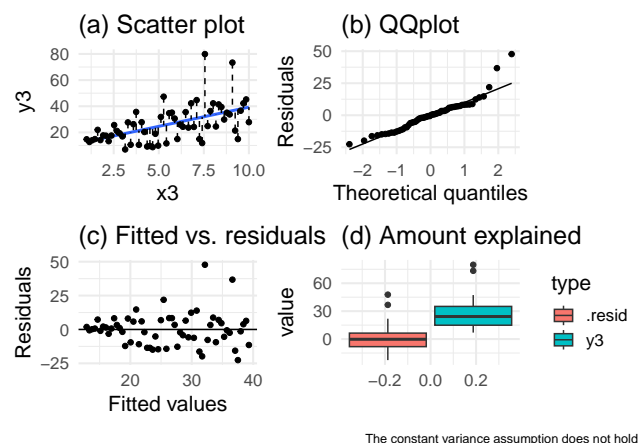 (a) Scatter plot
80
60
40
20
y3
2.5 5.0 7.5 10.0
x3
(b) QQplot
50
25
0
−25
Residuals
−2 −1 0 1 2
Theoretical quantiles
(c) Fitted vs. residuals
50
25
0
−25
Residuals
20 30 40
Fitted values
(d) Amount explained
60
30
0
value
−0.2 0.0 0.2
type
.resid
y3
The constant variance assumption does not hold